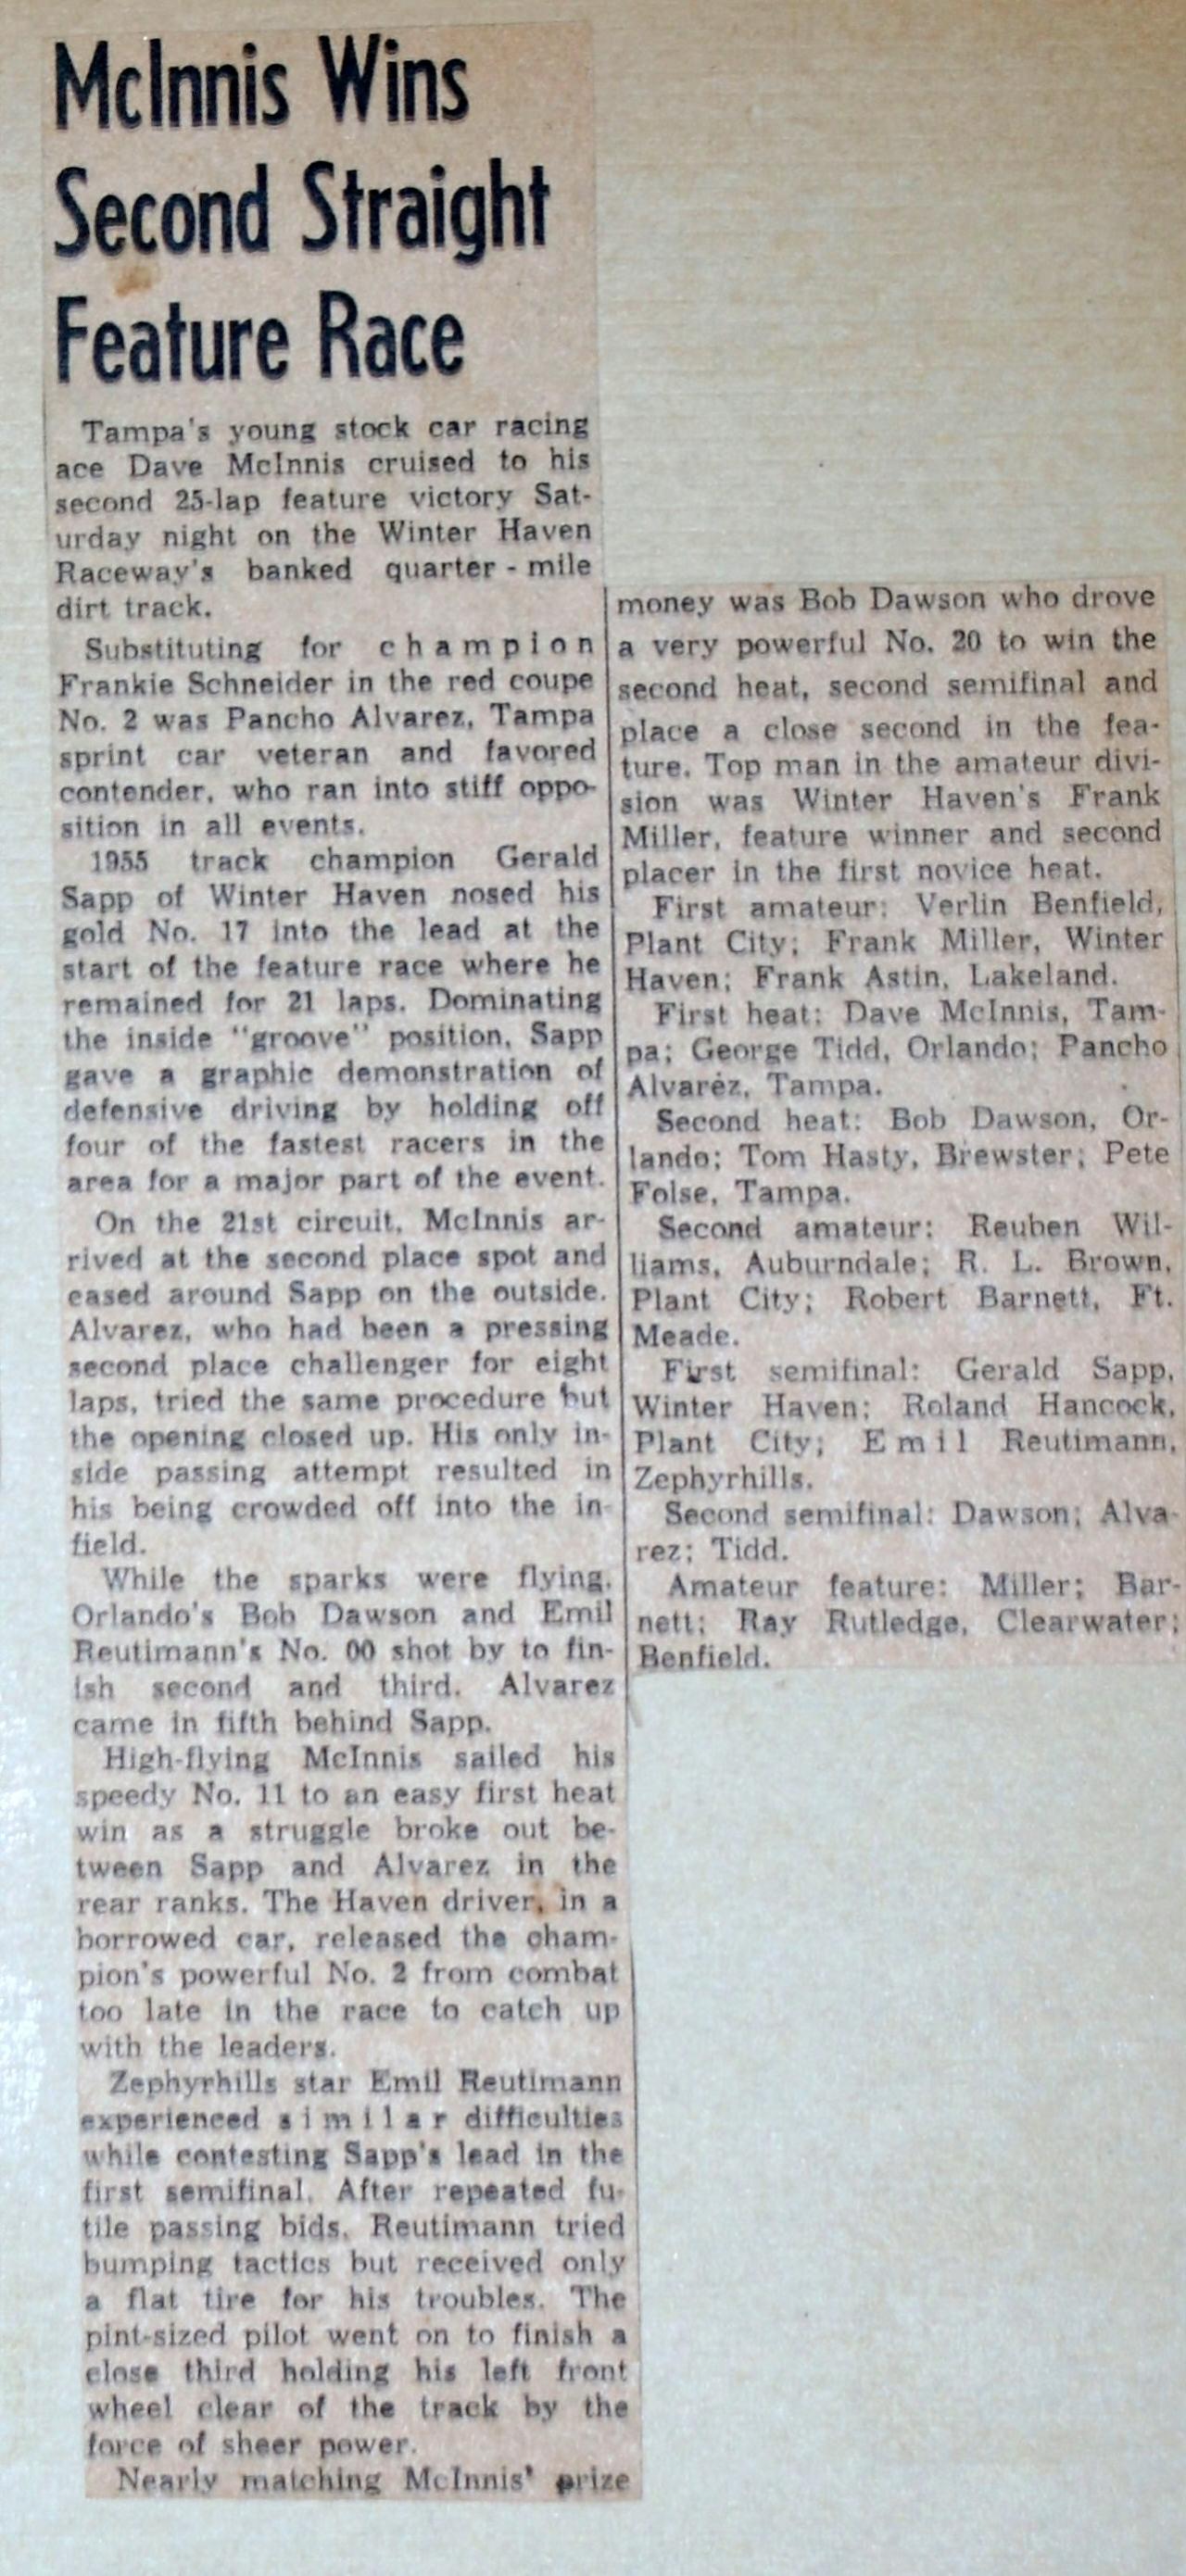 McInnis Wins
Second Straight
Feature Race
Tampa's young stock car racing
ace Dave McInnis cruised to his
second 25-lap feature victory Sat-
urday night on the Winter Haven
Raceway's banked quarter - mile
dirt track.
Substituting for champion
Frankie Schneider in the red coupe
No. 2 was Pancho Alvarez, Tampa
sprint car veteran and favored
contender, who ran into stiff oppo-
sition in all events.
1955 track champion Gerald
Sapp of Winter Haven nosed his
gold No. 17 into the lead at the
start of the feature race where he
remained for 21 laps. Dominating
the inside "groove" position, Sapp
gave a graphic demonstration of
defensive driving by holding off
four of the fastest racers in the
area for a major part of the event.
On the 21st circuit, McInnis ar-
rived at the second place spot and
eased around Sapp on the outside.
Alvarez, who had been a pressing
second place challenger for eight
laps, tried the same procedure but
the opening closed up. His only in-
side passing attempt resulted in
his being crowded off into the in-
field.
While the sparks were flying,
Orlando's Bob Dawson and Emil
Reutimann's No. 00 shot by to fin-
ish second and third. Alvarez
came in fifth behind Sapp.
High-flying McInnis sailed his
speedy No. 11 to an easy first heat
win as a struggle broke out be-
tween Sapp and Alvarez in the
rear ranks. The Haven driver, in a
borrowed car, released the cham-
pion's powerful No. 2 from combat
too late in the race to catch up
with the leaders.
Zephyrhills star Emil Reutimann
experienced similar difficulties
while contesting Sapp's lead in the
first semifinal. After repeated fu-
tile passing bids, Reutimann tried
bumping tactics but received only
a flat tire for his troubles. The
pint-sized pilot went on to finish a
close third holding his left front
wheel clear of the track by the
force of sheer power.
Nearly matching McInnis' prize
money was Bob Dawson who drove
a very powerful No. 20 to win the
second heat, second semifinal and
place a close second in the fea-
ture. Top man in the amateur divi-
sion was Winter Haven's Frank
Miller, feature winner and second
placer in the first novice heat.
First amateur: Verlin Benfield,
Plant City; Frank Miller, Winter
Haven; Frank Astin, Lakeland.
First heat: Dave McInnis, Tam-
pa; George Tidd, Orlando; Pancho
Alvarez, Tampa.
Second heat: Bob Dawson, Or-
lando; Tom Hasty, Brewster; Pete
Folse, Tampa.
Second amateur: Reuben Wil-
liams, Auburndale; R. L. Brown,
Plant City; Robert Barnett, Ft.
Meade.
First semifinal: Gerald Sapp,
Winter Haven; Roland Hancock,
Plant City; Emil Reutimann,
Zephyrhills.
Second semifinal: Dawson; Alva-
rez; Tidd.
Amateur feature: Miller; Bar-
nett; Ray Rutledge, Clearwater;
Benfield.